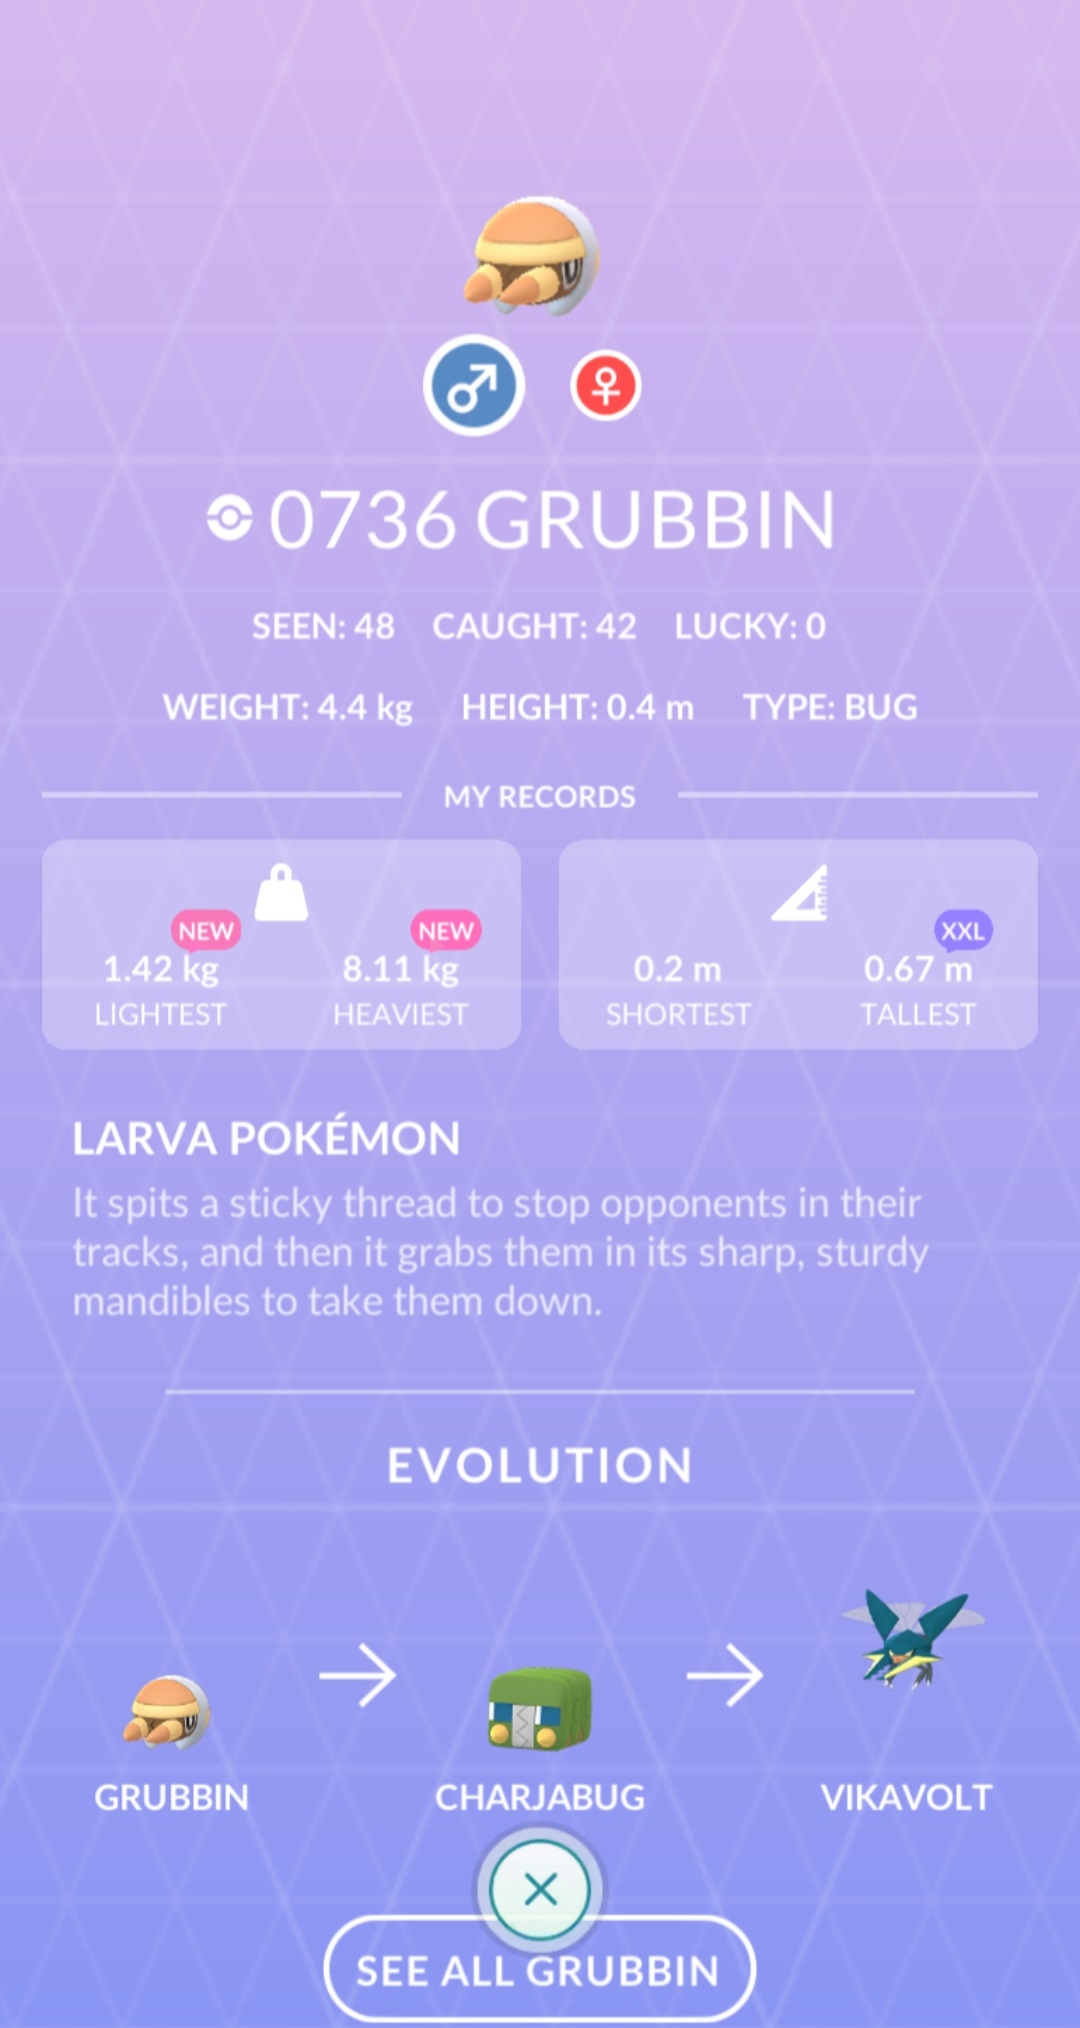 0736 GRUBBIN
SEEN: 48 CAUGHT: 42 LUCKY: 0
WEIGHT: 4.4 kg HEIGHT: 0.4 m TYPE: BUG
MY RECORDS
NEW NEW XXL
1.42 kg 8.11 kg 0.2 m 0.67 m
LIGHTEST HEAVIEST SHORTEST TALLEST
LARVA POKÉMON
It spits a sticky thread to stop opponents in their
tracks, and then it grabs them in its sharp, sturdy
mandibles to take them down.
EVOLUTION
GRUBBIN CHARJABUG VIKAVOLT
SEE ALL GRUBBIN